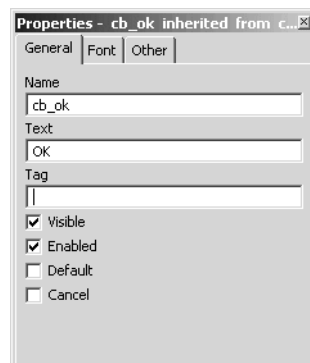 Properties - cb_ok inherited from c...
General Font Other
Name
cb_ok
Text
OK
Tag
Visible
Enabled
Default
Cancel